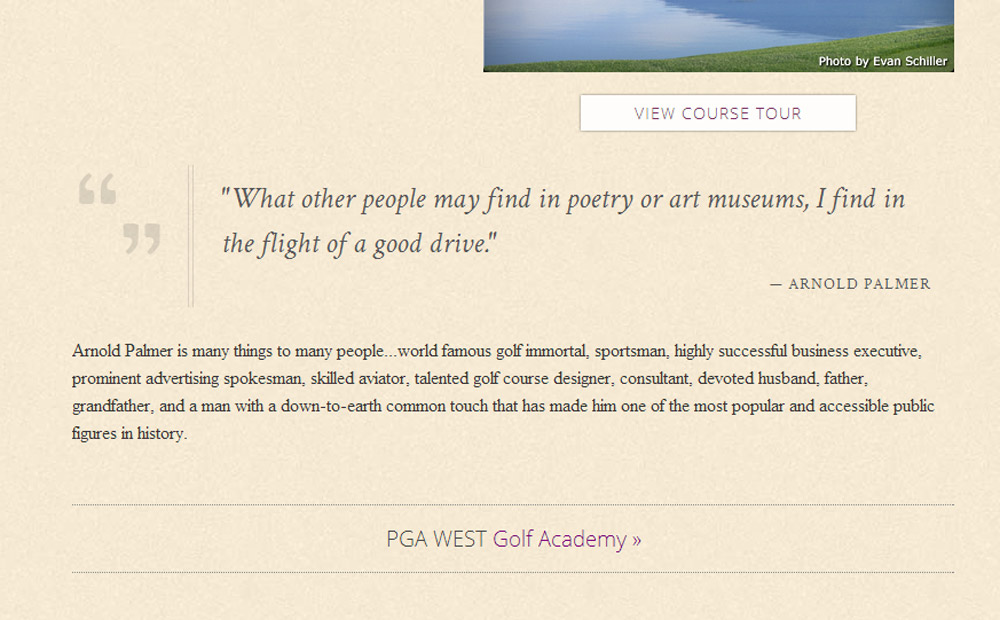 Photo by Evan Schiller
VIEW COURSE TOUR
"What other people may find in poetry or art museums, I find in
the flight of a good drive."
— ARNOLD PALMER
Arnold Palmer is many things to many people...world famous golf immortal, sportsman, highly successful business executive,
prominent advertising spokesman, skilled aviator, talented golf course designer, consultant, devoted husband, father,
grandfather, and a man with a down-to-earth common touch that has made him one of the most popular and accessible public
figures in history.
PGA WEST Golf Academy »